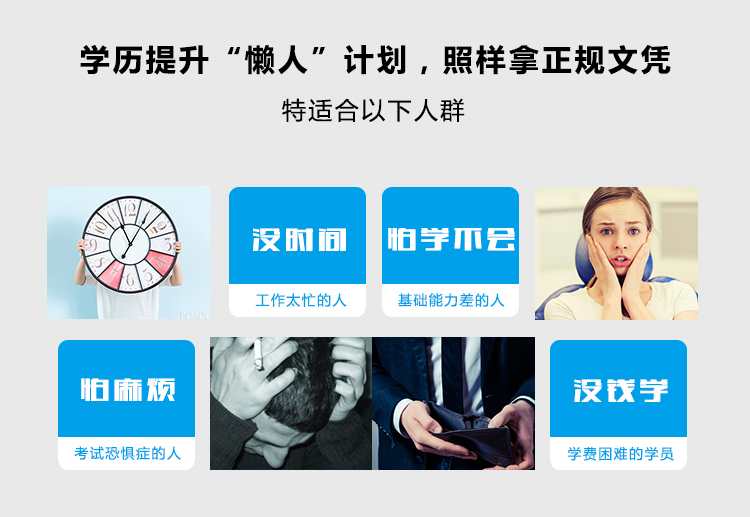 学历提升“懒人”计划，照样拿正规文凭
特适合以下人群
没时间
工作太忙的人
怕学不会
基础能力差的人
怕麻烦
考试恐惧症的人
没钱学
学费困难的学员